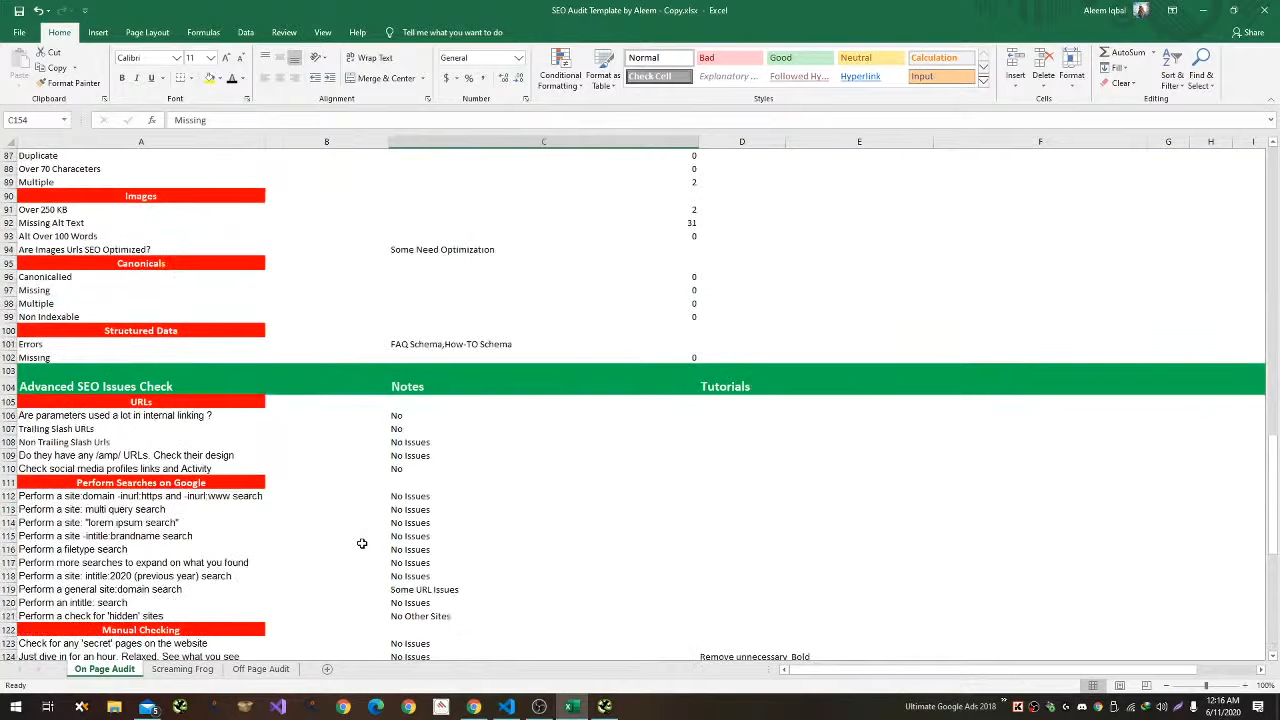 SEO Audit Template by Aleem - Copy.xlsx - Excel
Aleem Iqbal
File Home Insert Page Layout Formulas Data Review View Help Tell me what you want to do Share
Cut
Copy
Format Painter
Clipboard
Calibri 11
B I U
Font
Wrap Text
Merge & Center
Alignment
General
$ % ,
Number
Conditional Formatting
Format as Table
Normal Bad Good Neutral Calculation
Check Cell Explanatory ... Followed Hy... Hyperlink Input
Styles
Insert Delete Format
Cells
AutoSum
Fill
Clear
Sort & Filter
Find & Select
Editing
C154 fx Missing
A B C D E F G H I
87 Duplicate 0
88 Over 70 Characeters 0
89 Multiple 2
90 Images
91 Over 250 KB 2
92 Missing Alt Text 31
93 Alt Over 100 Words 0
94 Are Images Urls SEO Optimized? Some Need Optimization
95 Canonicals
96 Canonicalied 0
97 Missing 0
98 Multiple 0
99 Non Indexable 0
100 Structured Data
101 Errors FAQ Schema,How-TO Schema
102 Missing 0
103
104 Advanced SEO Issues Check Notes Tutorials
105 URLs
106 Are parameters used a lot in internal linking ? No
107 Trailing Slash URLs No
108 Non Trailing Slash Urls No Issues
109 Do they have any /amp/ URLs. Check their design No Issues
110 Check social media profiles links and Activity No
111 Perform Searches on Google
112 Perform a site:domain -inurl:https and -inurl:www search No Issues
113 Perform a site: multi query search No Issues
114 Perform a site: "lorem ipsum search" No Issues
115 Perform a site -intitle:brandname search No Issues
116 Perform a filetype search No Issues
117 Perform more searches to expand on what you found No Issues
118 Perform a site: intitle:2020 (previous year) search No Issues
119 Perform a general site:domain search Some URL Issues
120 Perform an intitle: search No Issues
121 Perform a check for 'hidden' sites No Other Sites
122 Manual Checking
123 Check for any 'secret' pages on the website No Issues
124 Just dive in for an hour. Relaxed. See what you see No Issues Remove unnecessary Bold
On Page Audit Screaming Frog Off Page Audit
Ready 100%
5
Ultimate Google Ads 2018
12:16 AM
6/11/2020